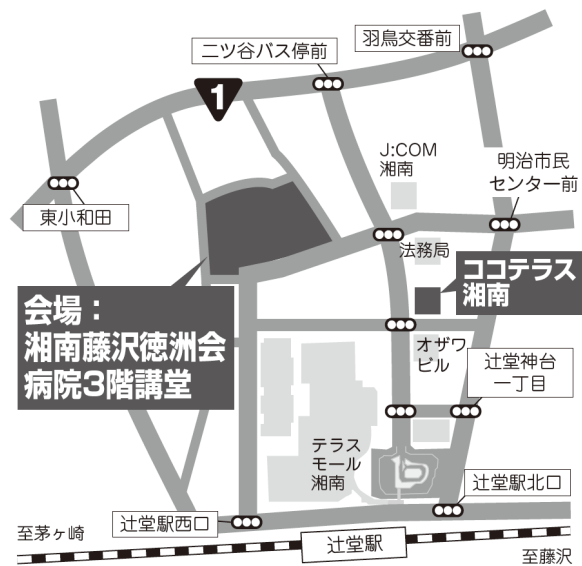 羽鳥交番前
二ツ谷バス停前
1
J:COM
湘南
明治市民
センター前
東小和田
法務局
ココテラス
湘南
会場：
湘南藤沢徳洲会
病院3階講堂
オザワ
ビル
辻堂神台
一丁目
テラス
モール
湘南
辻堂駅北口
辻堂駅西口
至茅ヶ崎
辻堂駅
至藤沢